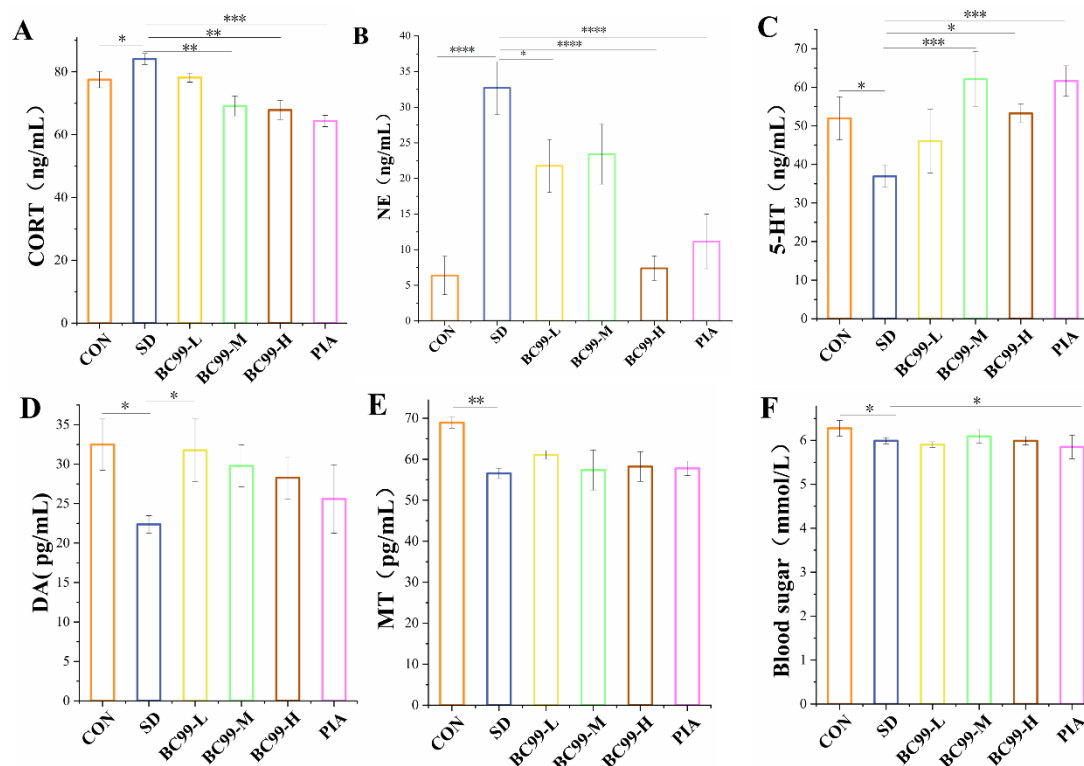 A
***
**
*
**
CORT（ng/mL）
80
60
40
20
0
CON
SD
BC99-L
BC99-M
BC99-H
PIA
B
****
****
****
*
NE（ng/mL）
40
35
30
25
20
15
10
5
0
CON
SD
BC99-L
BC99-M
BC99-H
PIA
C
***
*
***
*
5-HT（ng/mL）
80
70
60
50
40
30
20
10
0
CON
SD
BC99-L
BC99-M
BC99-H
PIA
D
*
*
DA( pg/mL)
35
30
25
20
15
10
5
0
CON
SD
BC99-L
BC99-M
BC99-H
PIA
E
**
MT（pg/mL）
70
60
50
40
30
20
10
0
CON
SD
BC99-L
BC99-M
BC99-H
PIA
F
*
*
Blood sugar（mmol/L）
6
5
4
3
2
1
0
CON
SD
BC99-L
BC99-M
BC99-H
PIA